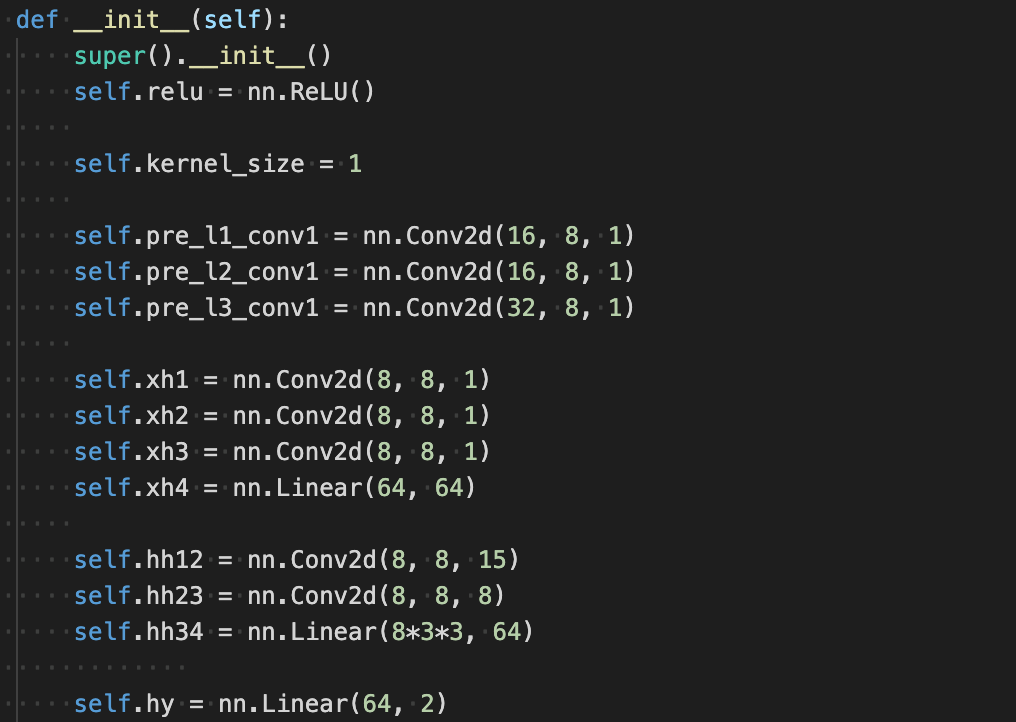 def __init__(self):
super().__init__()
self.relu = nn.ReLU()
self.kernel_size = 1
self.pre_l1_conv1 = nn.Conv2d(16, 8, 1)
self.pre_l2_conv1 = nn.Conv2d(16, 8, 1)
self.pre_l3_conv1 = nn.Conv2d(32, 8, 1)
self.xh1 = nn.Conv2d(8, 8, 1)
self.xh2 = nn.Conv2d(8, 8, 1)
self.xh3 = nn.Conv2d(8, 8, 1)
self.xh4 = nn.Linear(64, 64)
self.hh12 = nn.Conv2d(8, 8, 15)
self.hh23 = nn.Conv2d(8, 8, 8)
self.hh34 = nn.Linear(8*3*3, 64)
self.hy = nn.Linear(64, 2)